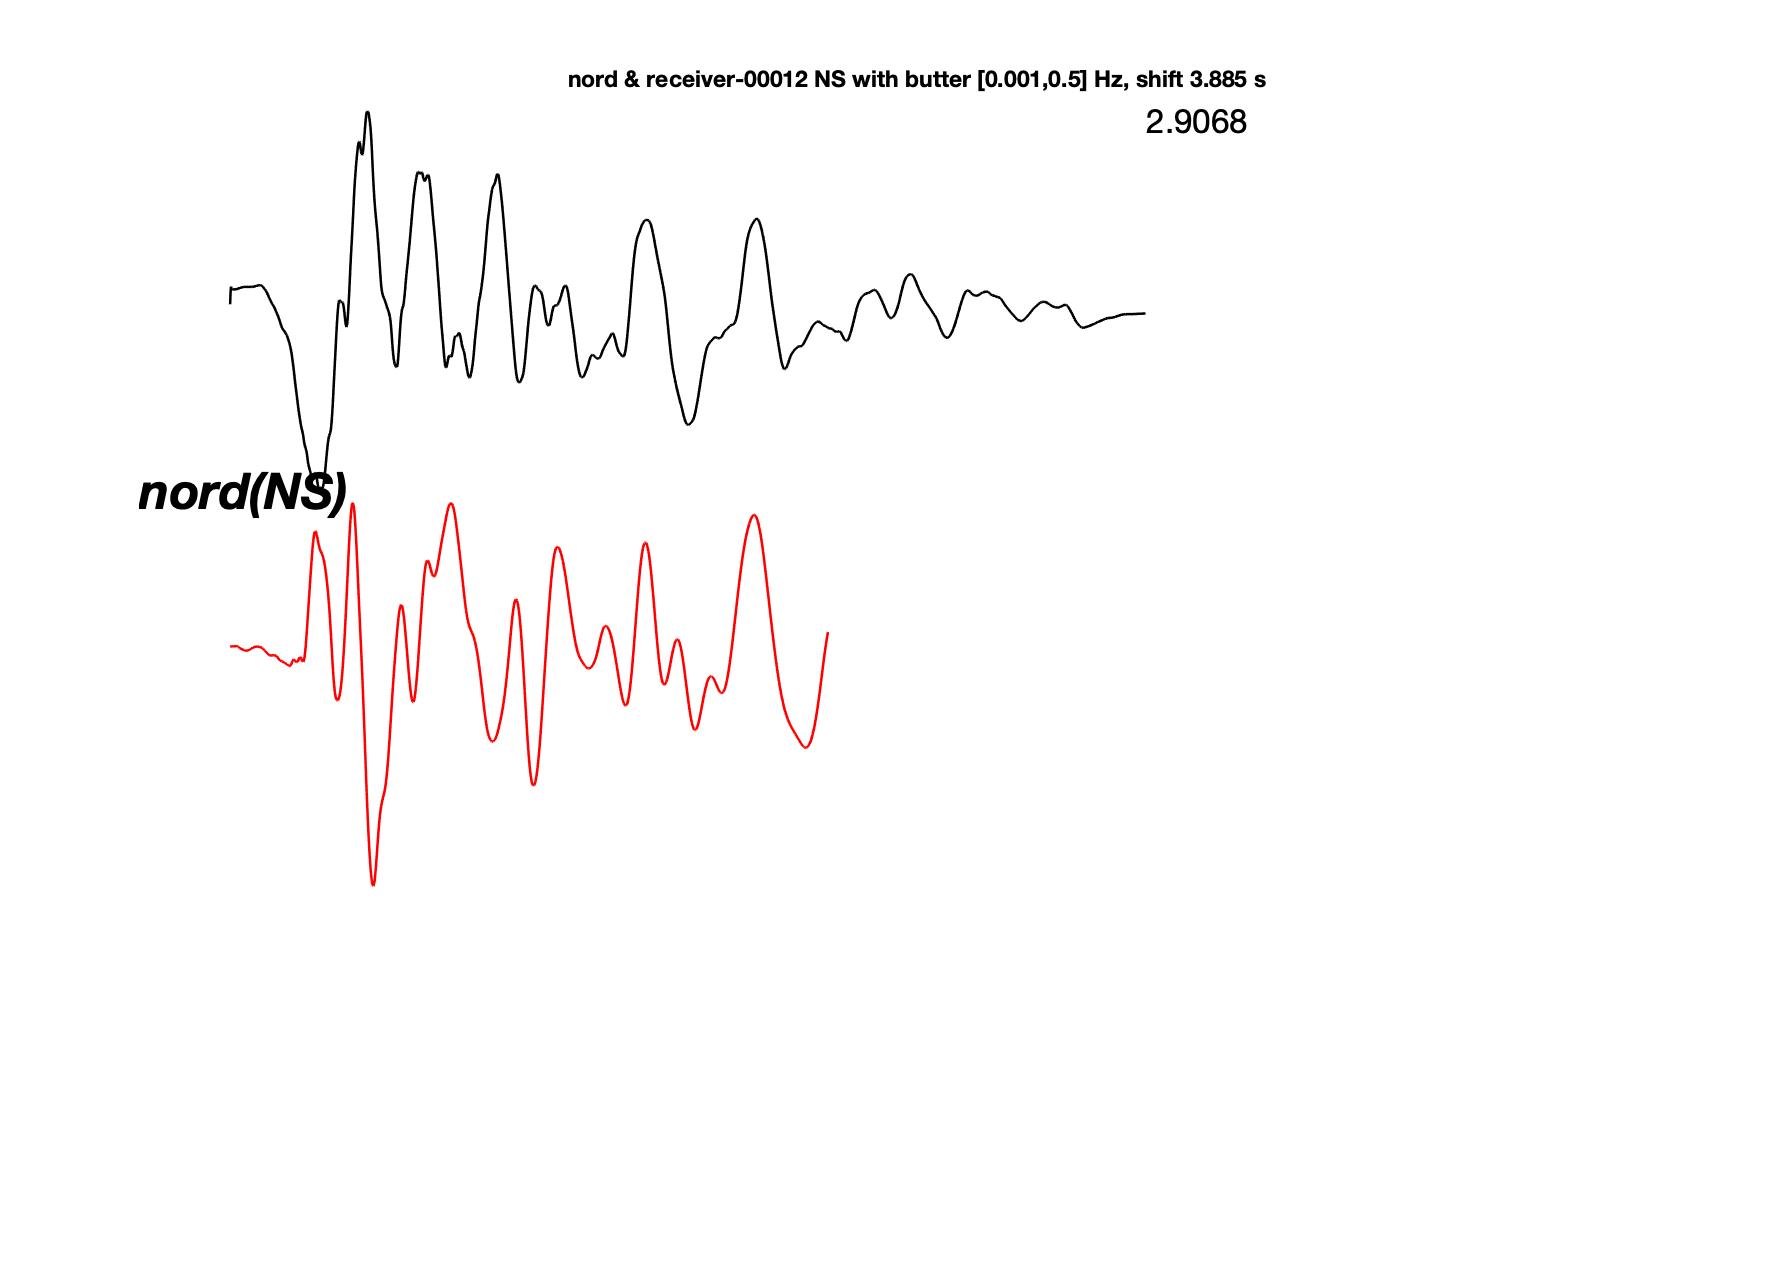 nord & receiver-00012 NS with butter [0.001,0.5] Hz, shift 3.885 s
2.9068
nord(NS)